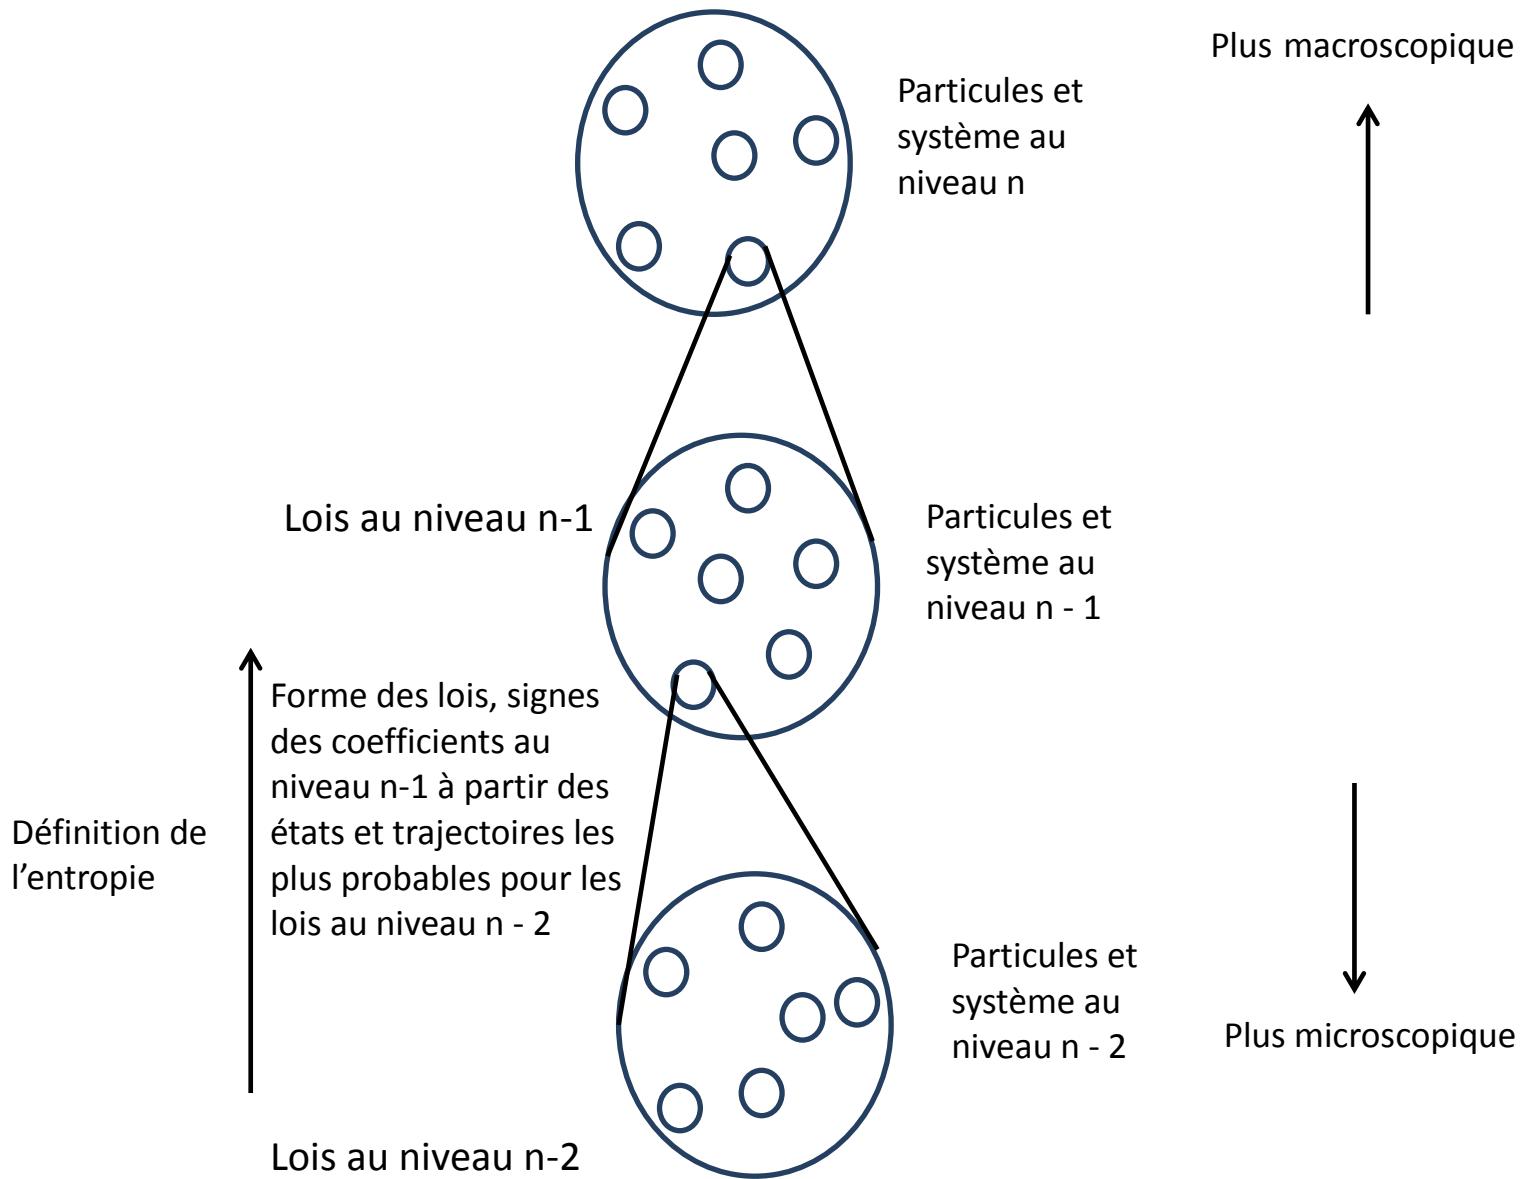 Plus macroscopique
Particules et
système au
niveau n
Lois au niveau n-1
Particules et
système au
niveau n - 1
Définition de
l’entropie
Forme des lois, signes
des coefficients au
niveau n-1 à partir des
états et trajectoires les
plus probables pour les
lois au niveau n - 2
Particules et
système au
niveau n - 2
Plus microscopique
Lois au niveau n-2